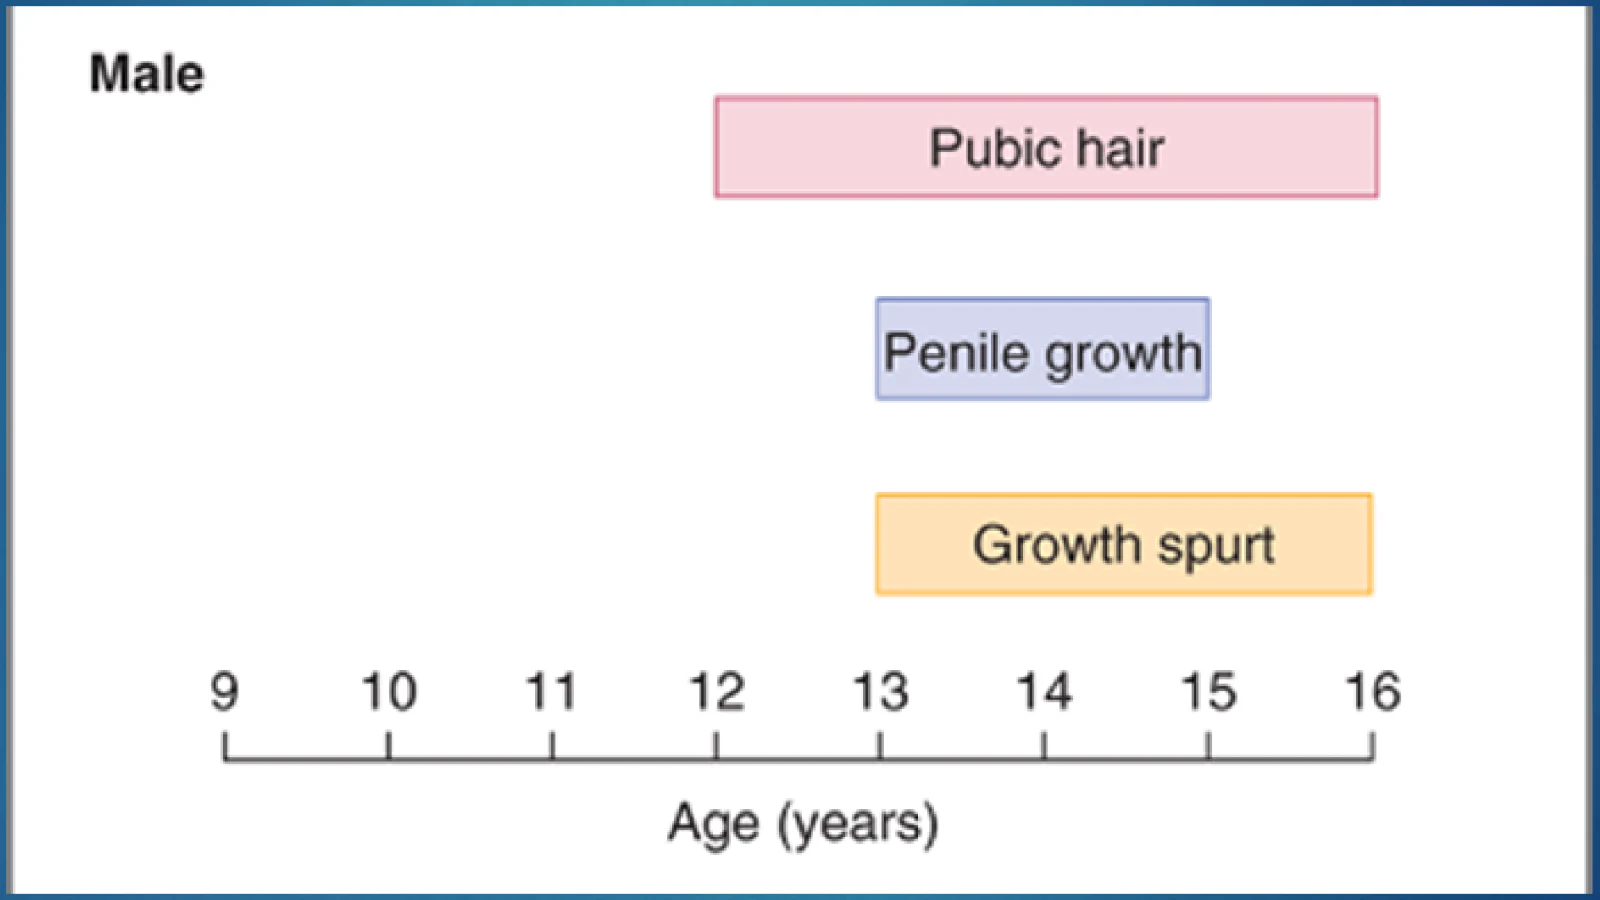 Male
Pubic hair
Penile growth
Growth spurt
9 10 11 12 13 14 15 16
Age (years)